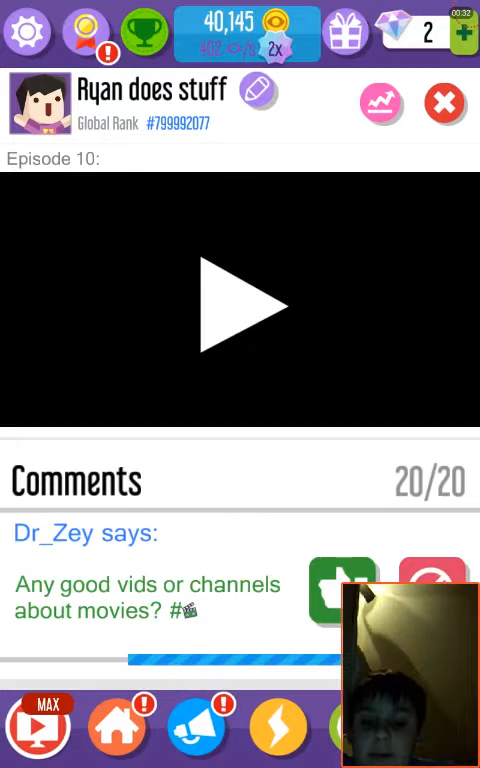 00:32
40,145
402 /s 2x
2
Ryan does stuff
Global Rank #799992077
Episode 10:
Comments 20/20
Dr_Zey says:
Any good vids or channels
about movies? #🎬
MAX